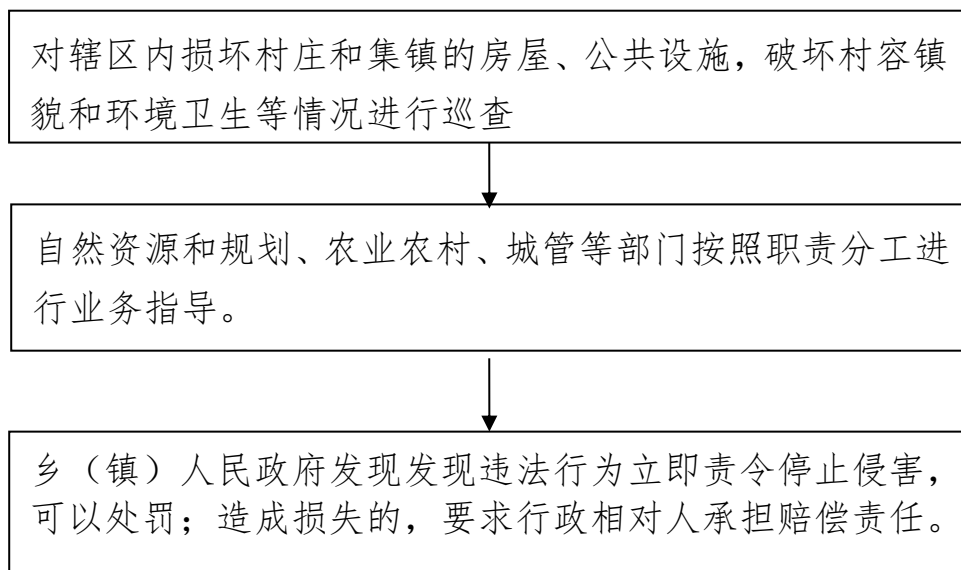 对辖区内损坏村庄和集镇的房屋、公共设施，破坏村容镇
貌和环境卫生等情况进行巡查
自然资源和规划、农业农村、城管等部门按照职责分工进
行业务指导。
乡（镇）人民政府发现发现违法行为立即责令停止侵害，
可以处罚；造成损失的，要求行政相对人承担赔偿责任。